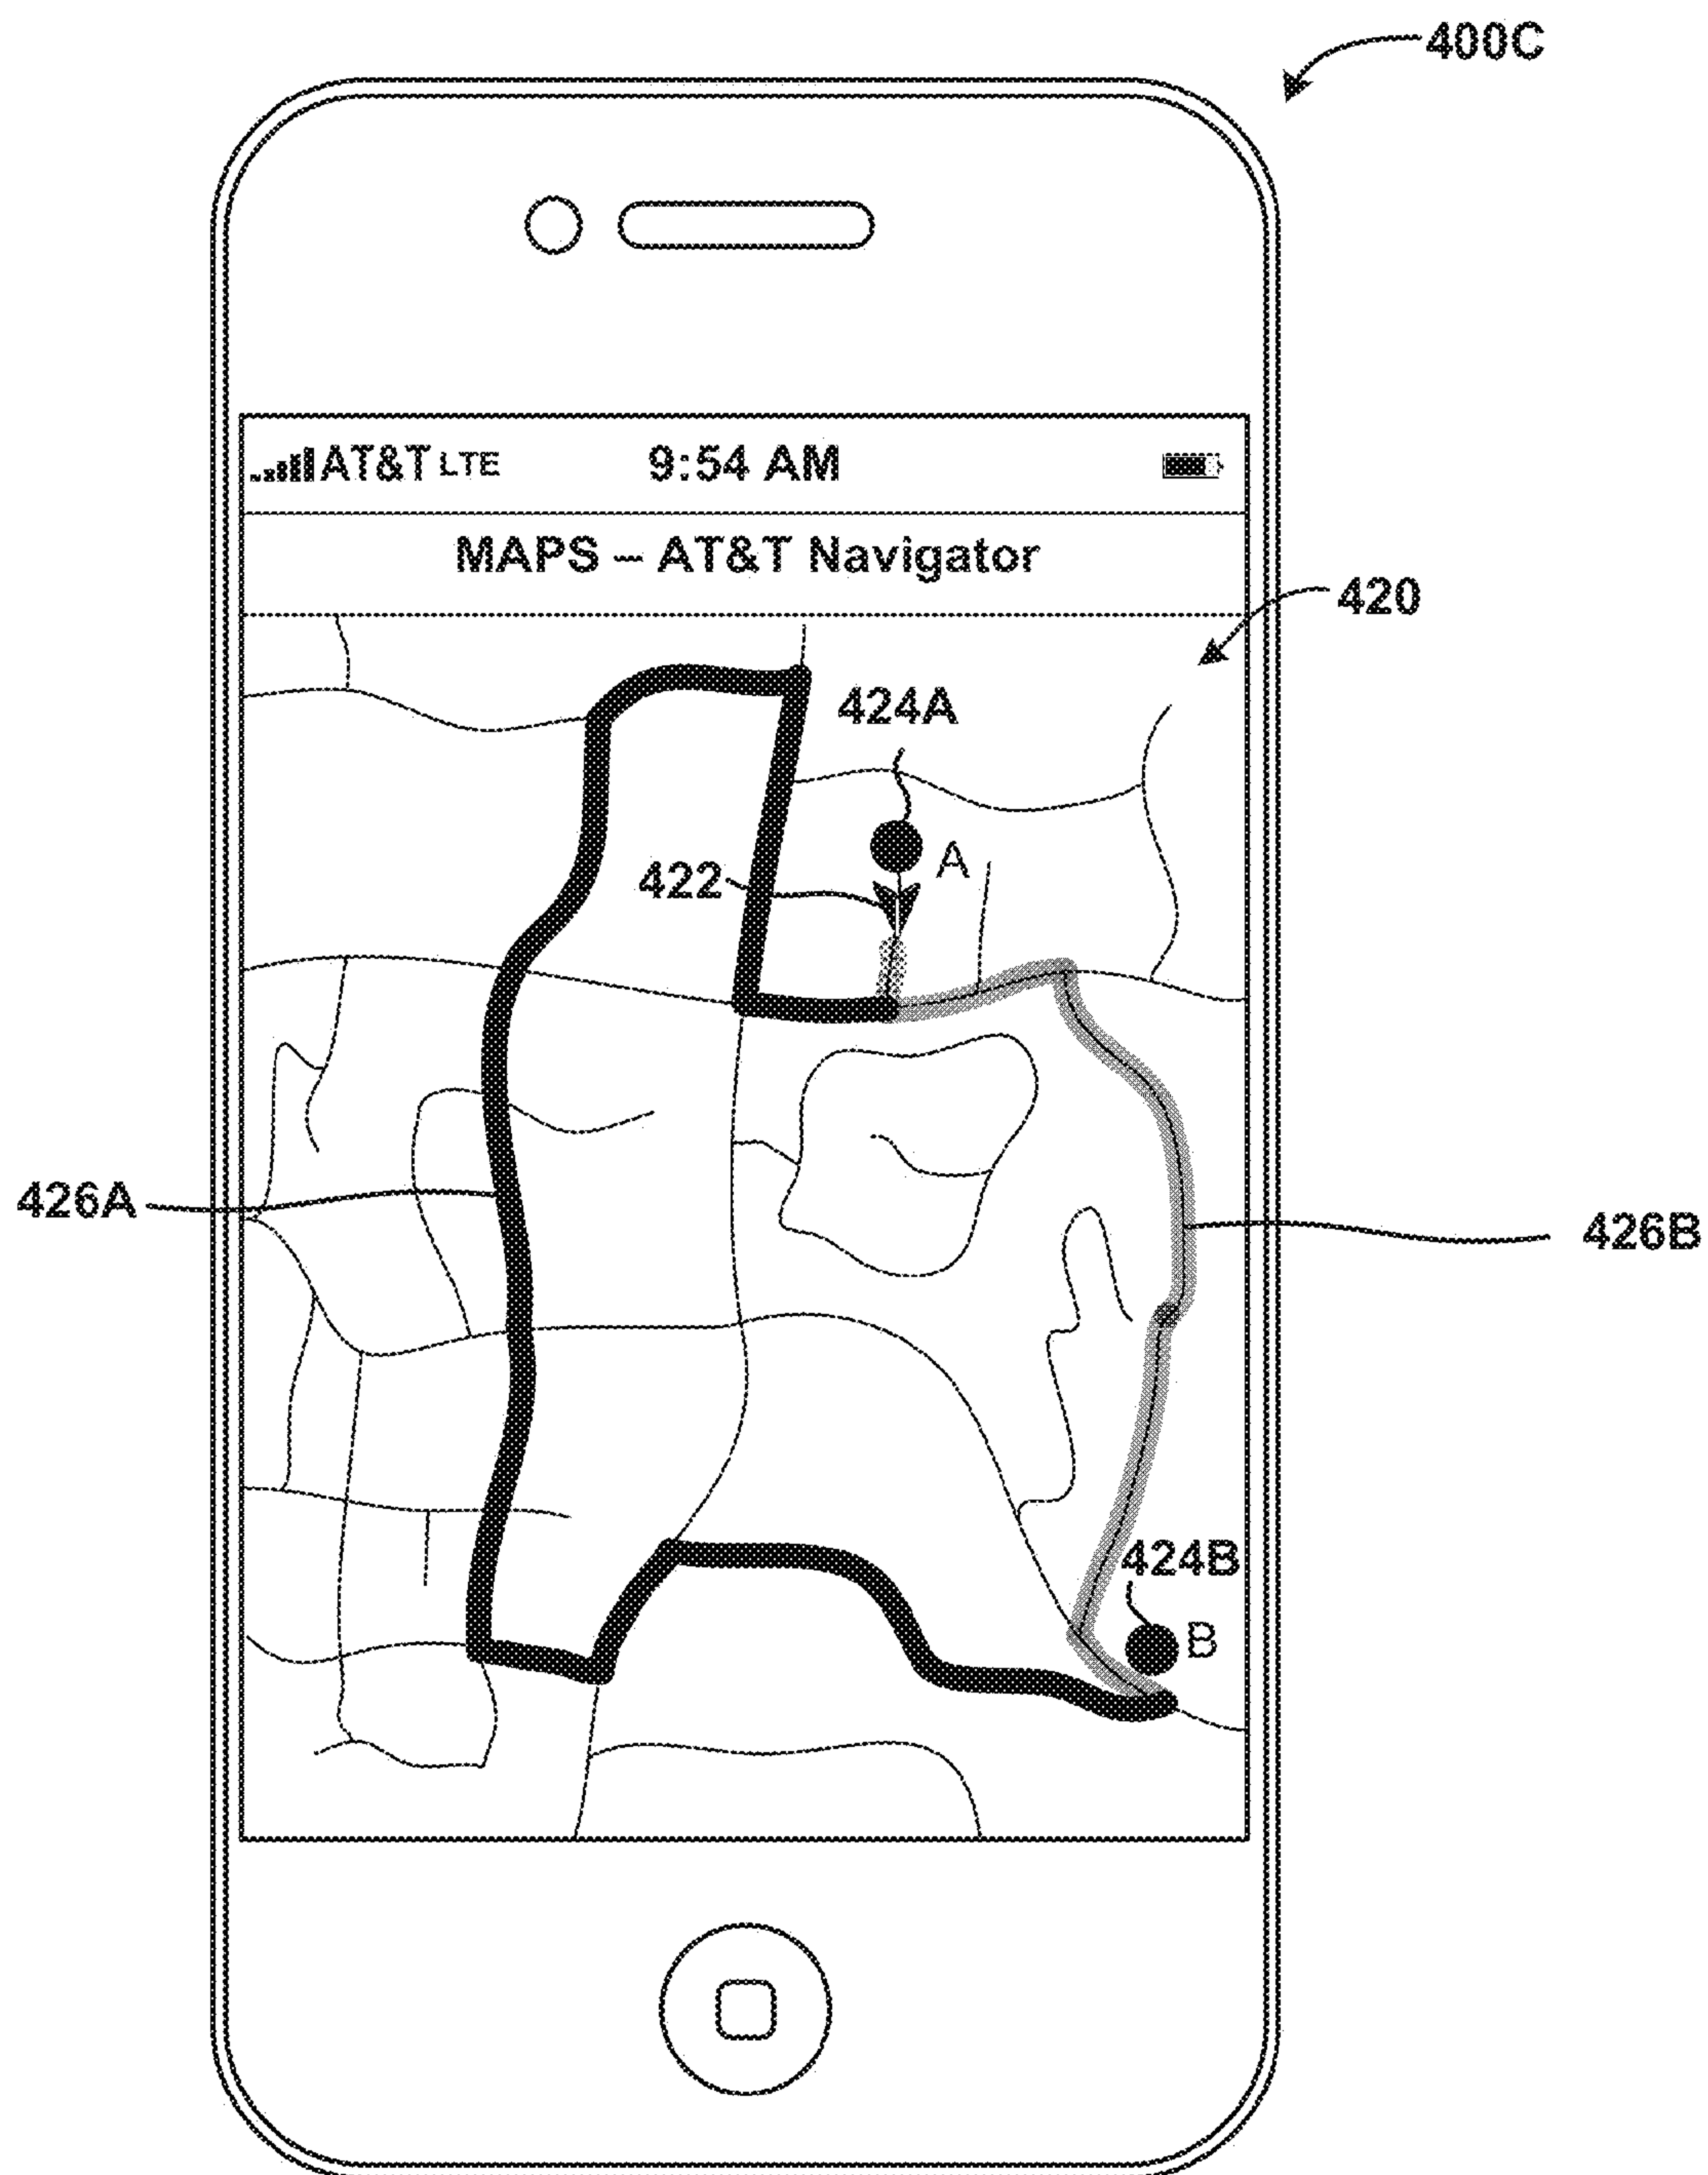 400C
AT&T LTE 9:54 AM
MAPS – AT&T Navigator
420
424A
A
422
426A
426B
424B
B